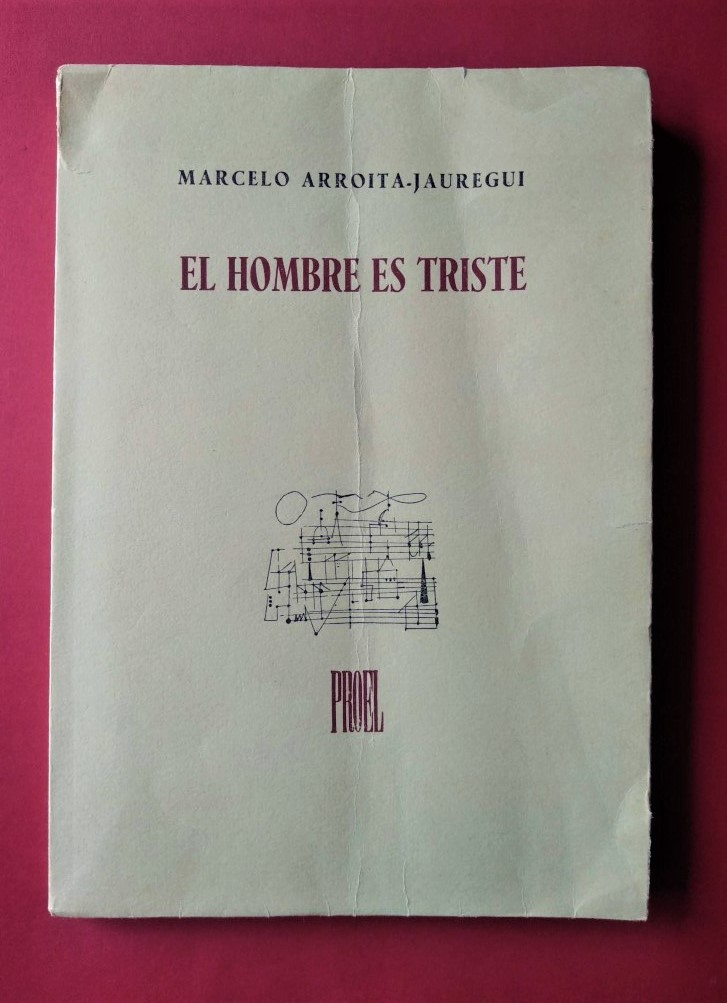 MARCELO ARROITA-JAUREGUI
EL HOMBRE ES TRISTE
PROEL